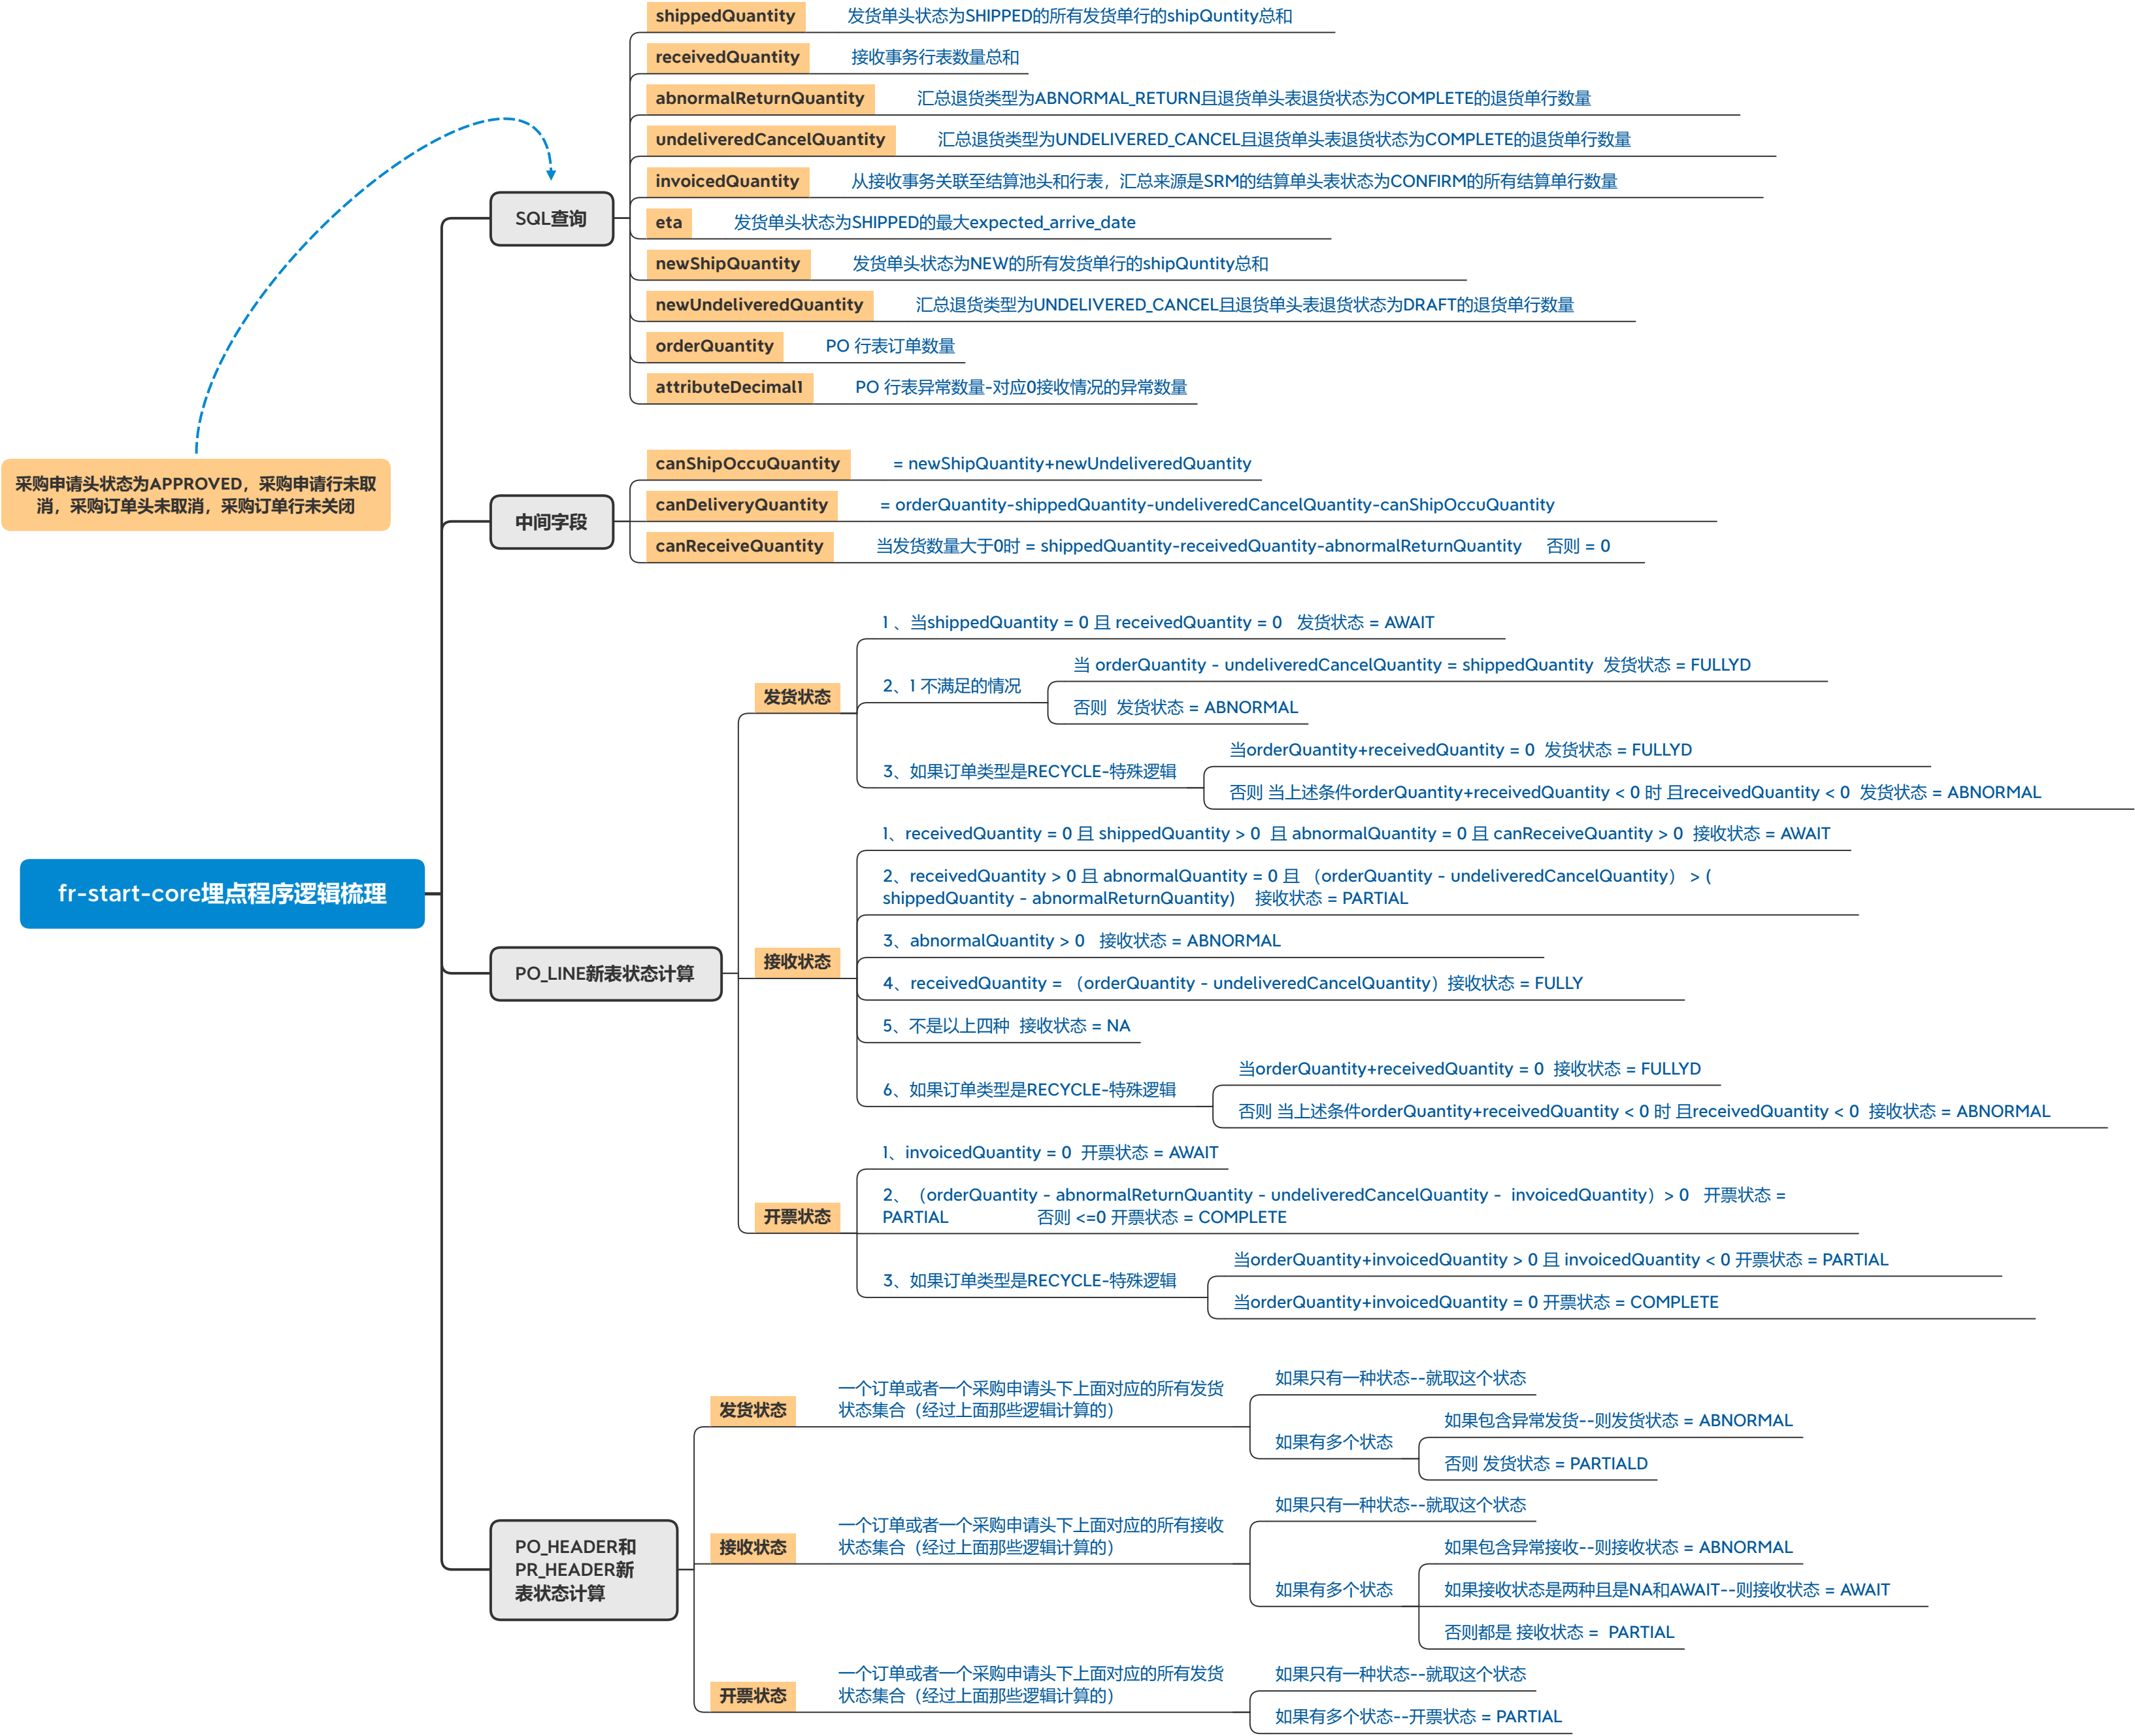 shippedQuantity 发货单头状态为SHIPPED的所有发货单行的shipQuntity总和
receivedQuantity 接收事务行表数量总和
abnormalReturnQuantity 汇总退货类型为ABNORMAL_RETURN且退货单头表退货状态为COMPLETE的退货单行数量
undeliveredCancelQuantity 汇总退货类型为UNDELIVERED_CANCEL且退货单头表退货状态为COMPLETE的退货单行数量
invoicedQuantity 从接收事务关联至结算池头和行表，汇总来源是SRM的结算单头表状态为CONFIRM的所有结算单行数量
SQL查询
eta 发货单头状态为SHIPPED的最大expected_arrive_date
newShipQuantity 发货单头状态为NEW的所有发货单行的shipQuntity总和
newUndeliveredQuantity 汇总退货类型为UNDELIVERED_CANCEL且退货单头表退货状态为DRAFT的退货单行数量
orderQuantity PO 行表订单数量
attributeDecimal1 PO 行表异常数量-对应0接收情况的异常数量
采购申请头状态为APPROVED，采购申请行未取
消，采购订单头未取消，采购订单行未关闭
中间字段
canShipOccuQuantity = newShipQuantity+newUndeliveredQuantity
canDeliveryQuantity = orderQuantity-shippedQuantity-undeliveredCancelQuantity-canShipOccuQuantity
canReceiveQuantity 当发货数量大于0时 = shippedQuantity-receivedQuantity-abnormalReturnQuantity 否则 = 0
fr-start-core埋点程序逻辑梳理
PO_LINE新表状态计算
发货状态
1 、当shippedQuantity = 0 且 receivedQuantity = 0 发货状态 = AWAIT
2、1 不满足的情况
当 orderQuantity - undeliveredCancelQuantity = shippedQuantity 发货状态 = FULLYD
否则 发货状态 = ABNORMAL
3、如果订单类型是RECYCLE-特殊逻辑
当orderQuantity+receivedQuantity = 0 发货状态 = FULLYD
否则 当上述条件orderQuantity+receivedQuantity < 0 时 且receivedQuantity < 0 发货状态 = ABNORMAL
接收状态
1、receivedQuantity = 0 且 shippedQuantity > 0 且 abnormalQuantity = 0 且 canReceiveQuantity > 0 接收状态 = AWAIT
2、receivedQuantity > 0 且 abnormalQuantity = 0 且 （orderQuantity - undeliveredCancelQuantity） > (
shippedQuantity - abnormalReturnQuantity) 接收状态 = PARTIAL
3、abnormalQuantity > 0 接收状态 = ABNORMAL
4、receivedQuantity = （orderQuantity - undeliveredCancelQuantity）接收状态 = FULLY
5、不是以上四种 接收状态 = NA
6、如果订单类型是RECYCLE-特殊逻辑
当orderQuantity+receivedQuantity = 0 接收状态 = FULLYD
否则 当上述条件orderQuantity+receivedQuantity < 0 时 且receivedQuantity < 0 接收状态 = ABNORMAL
开票状态
1、invoicedQuantity = 0 开票状态 = AWAIT
2、（orderQuantity - abnormalReturnQuantity - undeliveredCancelQuantity - invoicedQuantity）> 0 开票状态 =
PARTIAL 否则 <=0 开票状态 = COMPLETE
3、如果订单类型是RECYCLE-特殊逻辑
当orderQuantity+invoicedQuantity > 0 且 invoicedQuantity < 0 开票状态 = PARTIAL
当orderQuantity+invoicedQuantity = 0 开票状态 = COMPLETE
PO_HEADER和
PR_HEADER新
表状态计算
发货状态
一个订单或者一个采购申请头下上面对应的所有发货
状态集合（经过上面那些逻辑计算的）
如果只有一种状态--就取这个状态
如果有多个状态
如果包含异常发货--则发货状态 = ABNORMAL
否则 发货状态 = PARTIALD
接收状态
一个订单或者一个采购申请头下上面对应的所有接收
状态集合（经过上面那些逻辑计算的）
如果只有一种状态--就取这个状态
如果有多个状态
如果包含异常接收--则接收状态 = ABNORMAL
如果接收状态是两种且是NA和AWAIT--则接收状态 = AWAIT
否则都是 接收状态 = PARTIAL
开票状态
一个订单或者一个采购申请头下上面对应的所有发货
状态集合（经过上面那些逻辑计算的）
如果只有一种状态--就取这个状态
如果有多个状态--开票状态 = PARTIAL